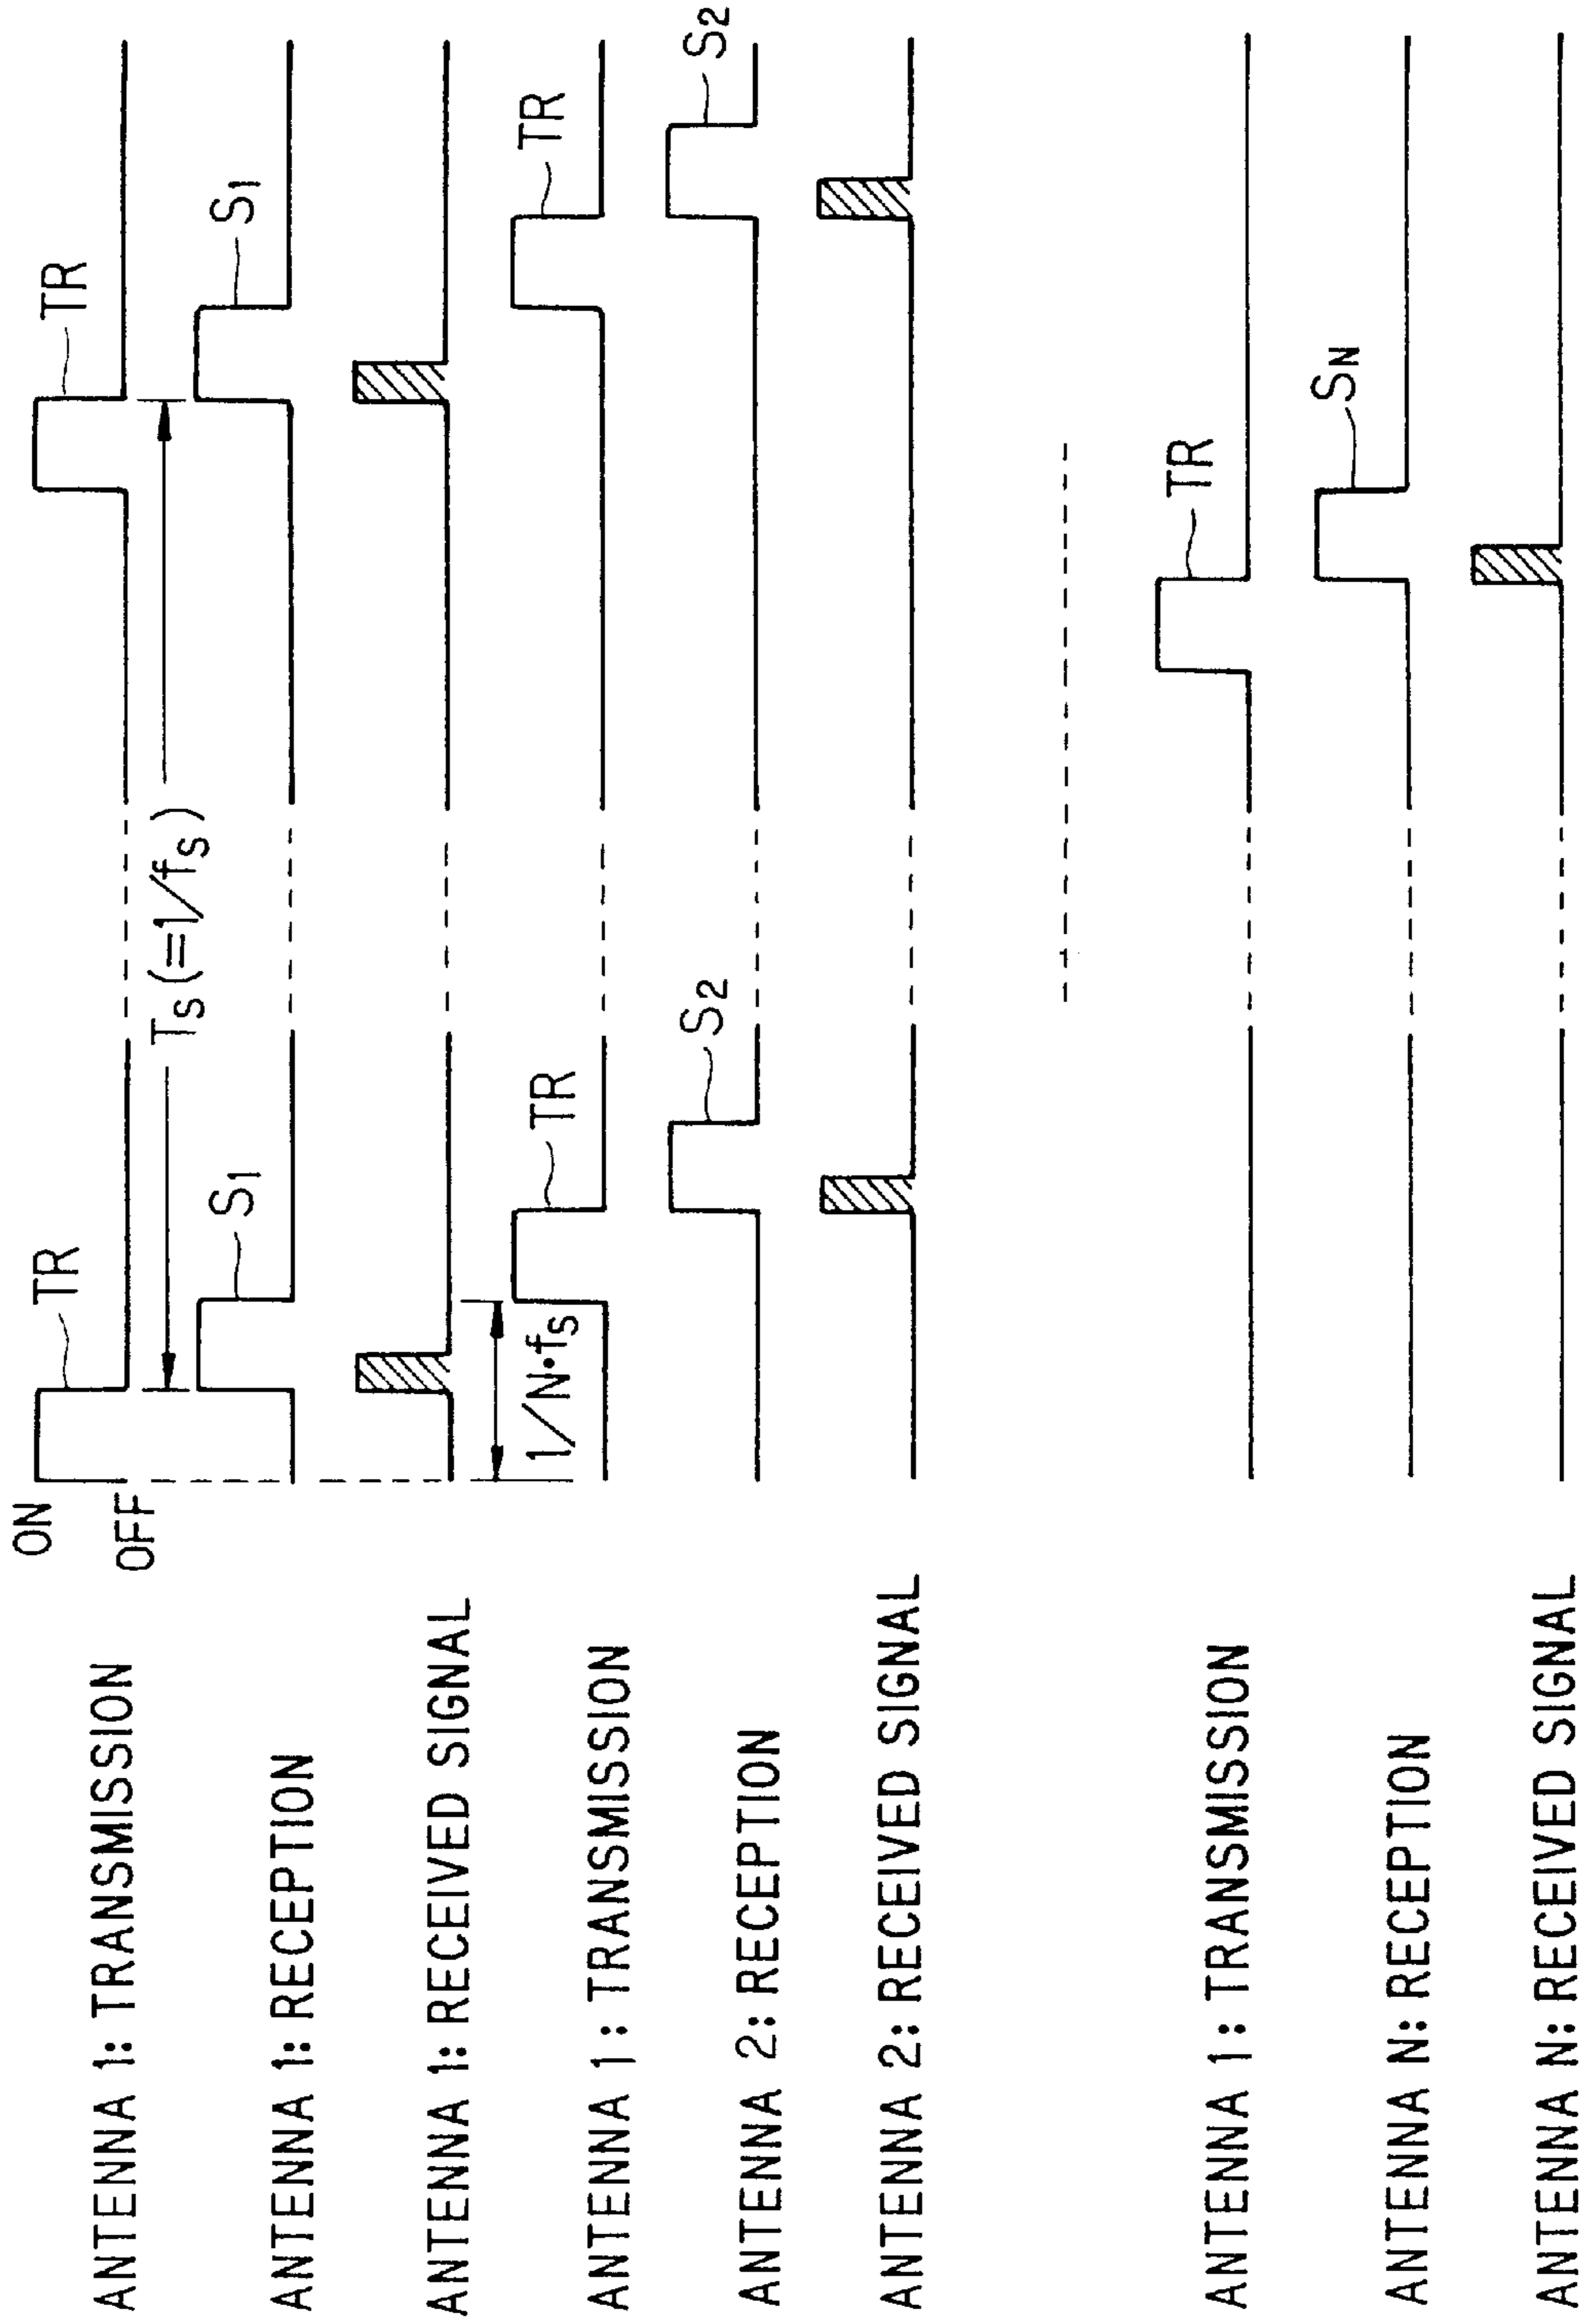 ON
OFF
ANTENNA 1: TRANSMISSION
TR
TR
Ts (=1/fs)
ANTENNA 1: RECEPTION
S1
S1
ANTENNA 1: RECEIVED SIGNAL
1/N•fs
ANTENNA 1: TRANSMISSION
TR
TR
ANTENNA 2: RECEPTION
S2
S2
ANTENNA 2: RECEIVED SIGNAL
ANTENNA 1: TRANSMISSION
TR
ANTENNA N: RECEPTION
SN
ANTENNA N: RECEIVED SIGNAL